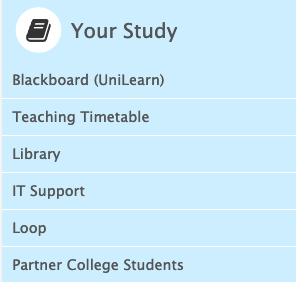 Your Study
Blackboard (UniLearn)
Teaching Timetable
Library
IT Support
Loop
Partner College Students